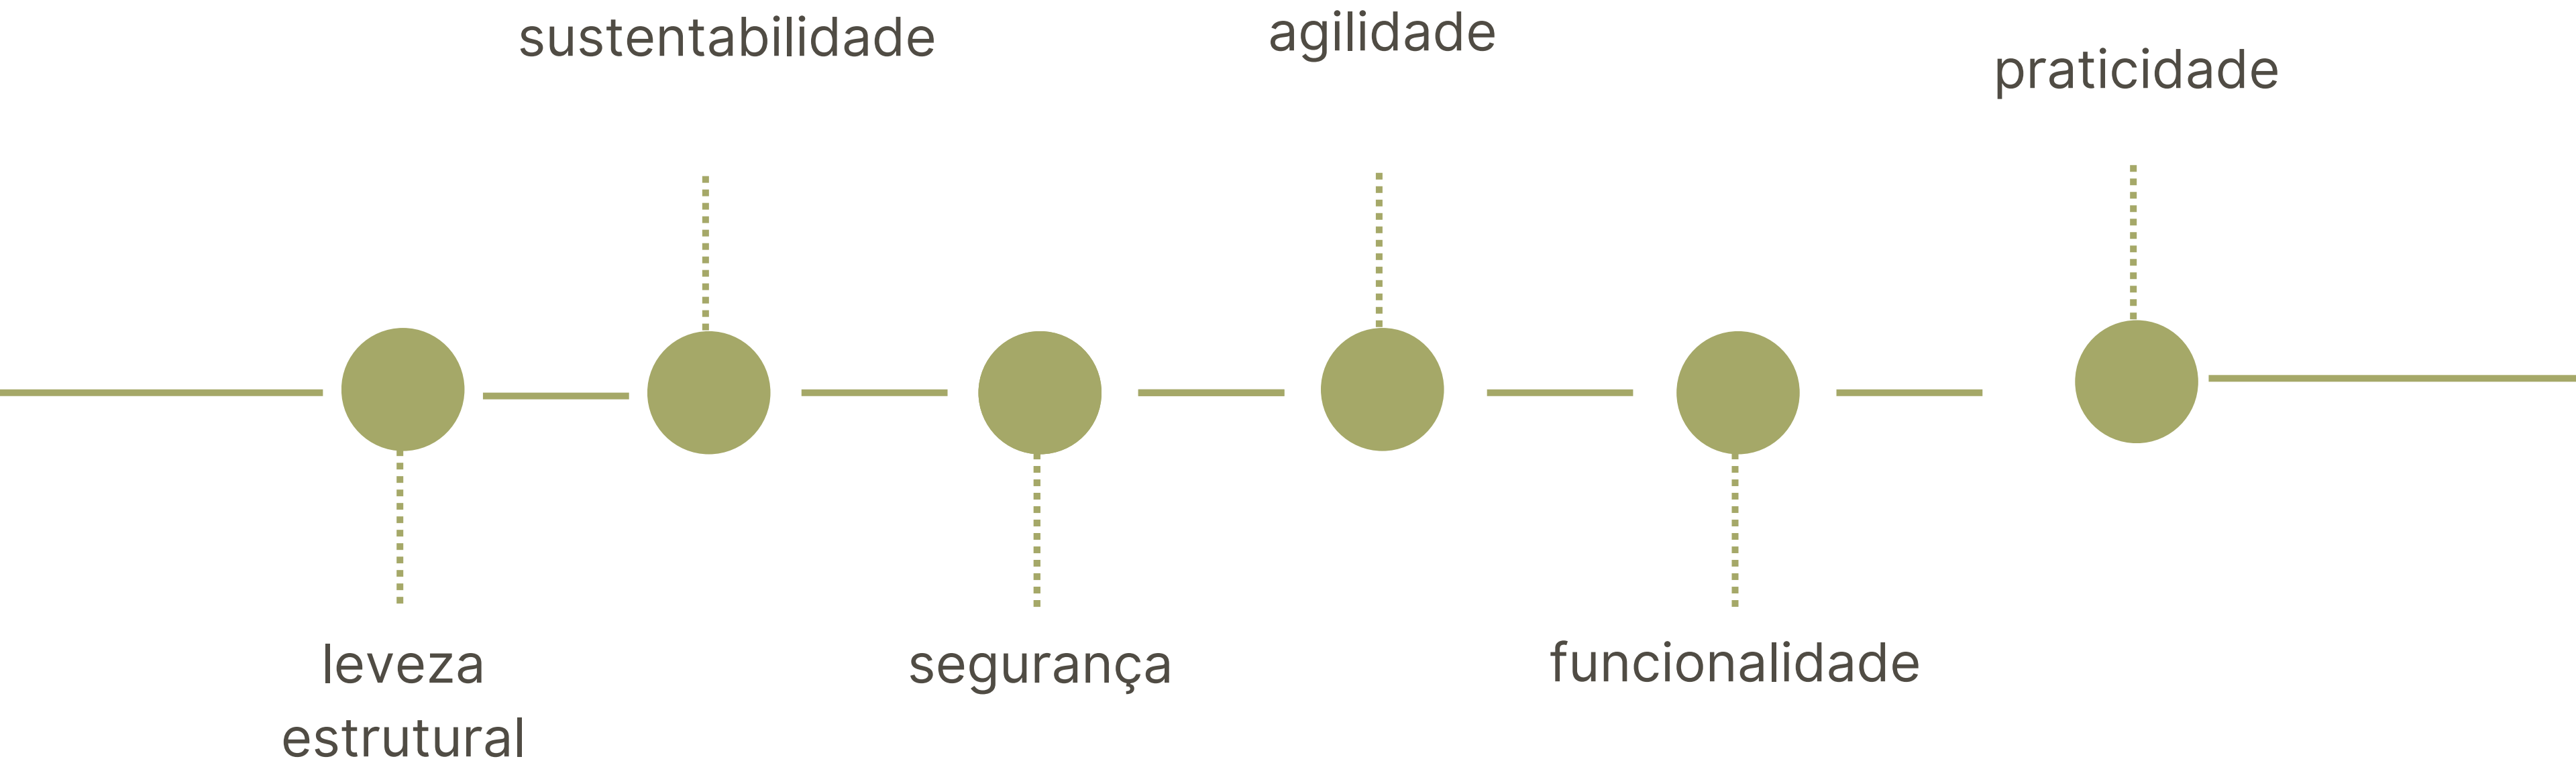 sustentabilidade
agilidade
praticidade
leveza
estrutural
segurança
funcionalidade